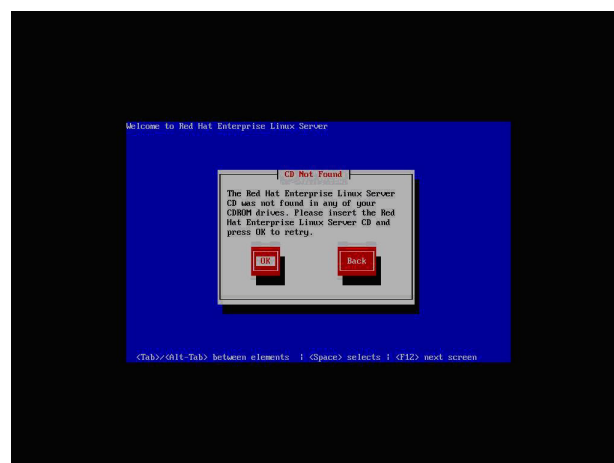 Welcome to Red Hat Enterprise Linux Server
CD Not Found
The Red Hat Enterprise Linux Server
CD was not found in any of your
CDROM drives. Please insert the Red
Hat Enterprise Linux Server CD and
press OK to retry.
OK
Back
<Tab>/<Alt-Tab> between elements | <Space> selects | <F12> next screen